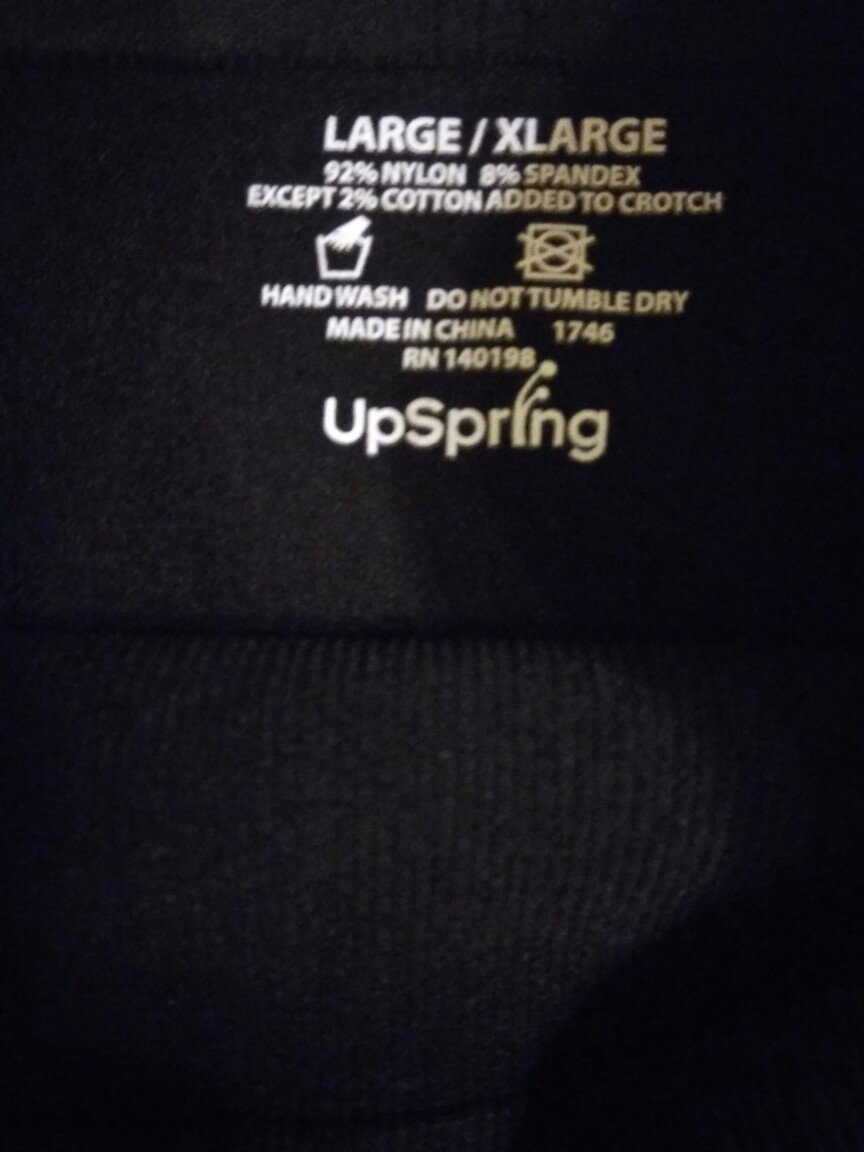 LARGE / XLARGE
92% NYLON 8% SPANDEX
EXCEPT 2% COTTON ADDED TO CROTCH
HAND WASH DO NOT TUMBLE DRY
MADE IN CHINA 1746
RN 140198
UpSpring